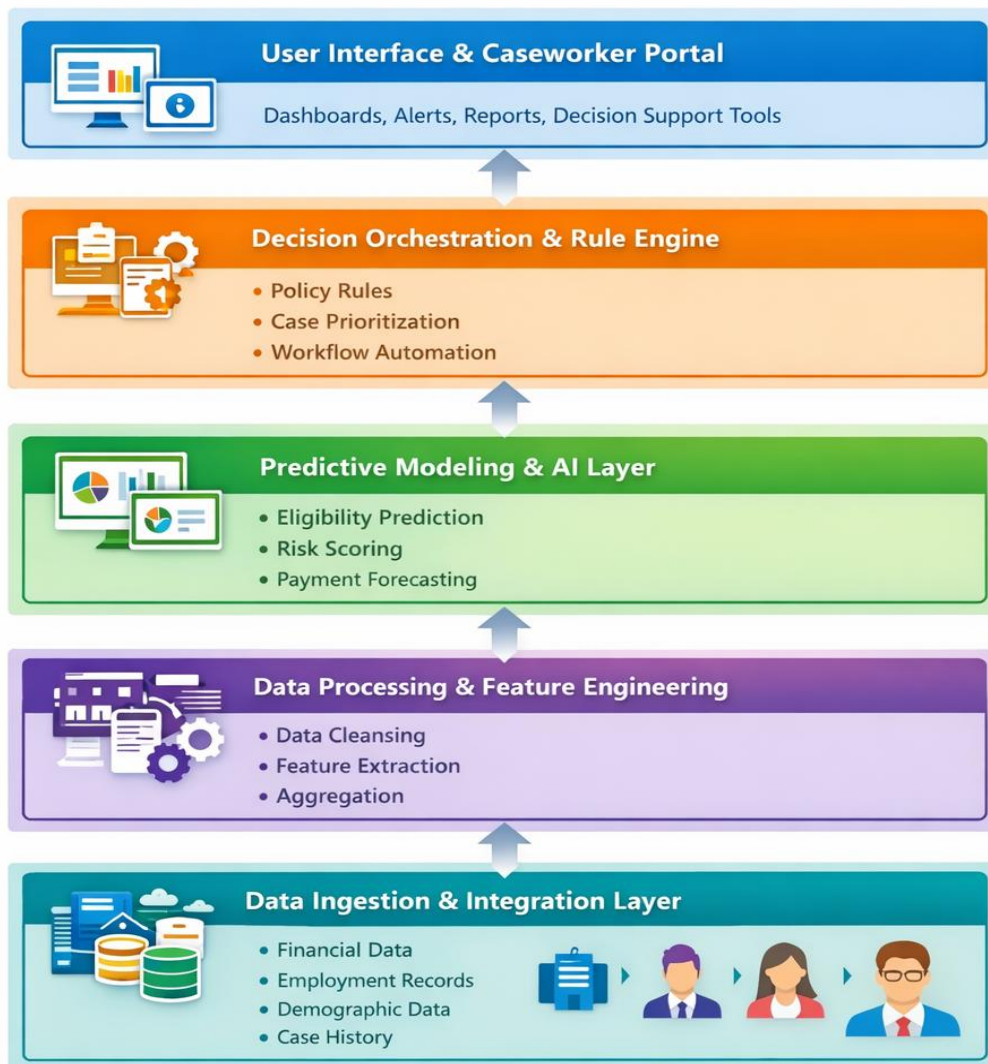 User Interface & Caseworker Portal
Dashboards, Alerts, Reports, Decision Support Tools
Decision Orchestration & Rule Engine
• Policy Rules
• Case Prioritization
• Workflow Automation
Predictive Modeling & AI Layer
• Eligibility Prediction
• Risk Scoring
• Payment Forecasting
Data Processing & Feature Engineering
• Data Cleansing
• Feature Extraction
• Aggregation
Data Ingestion & Integration Layer
• Financial Data
• Employment Records
• Demographic Data
• Case History